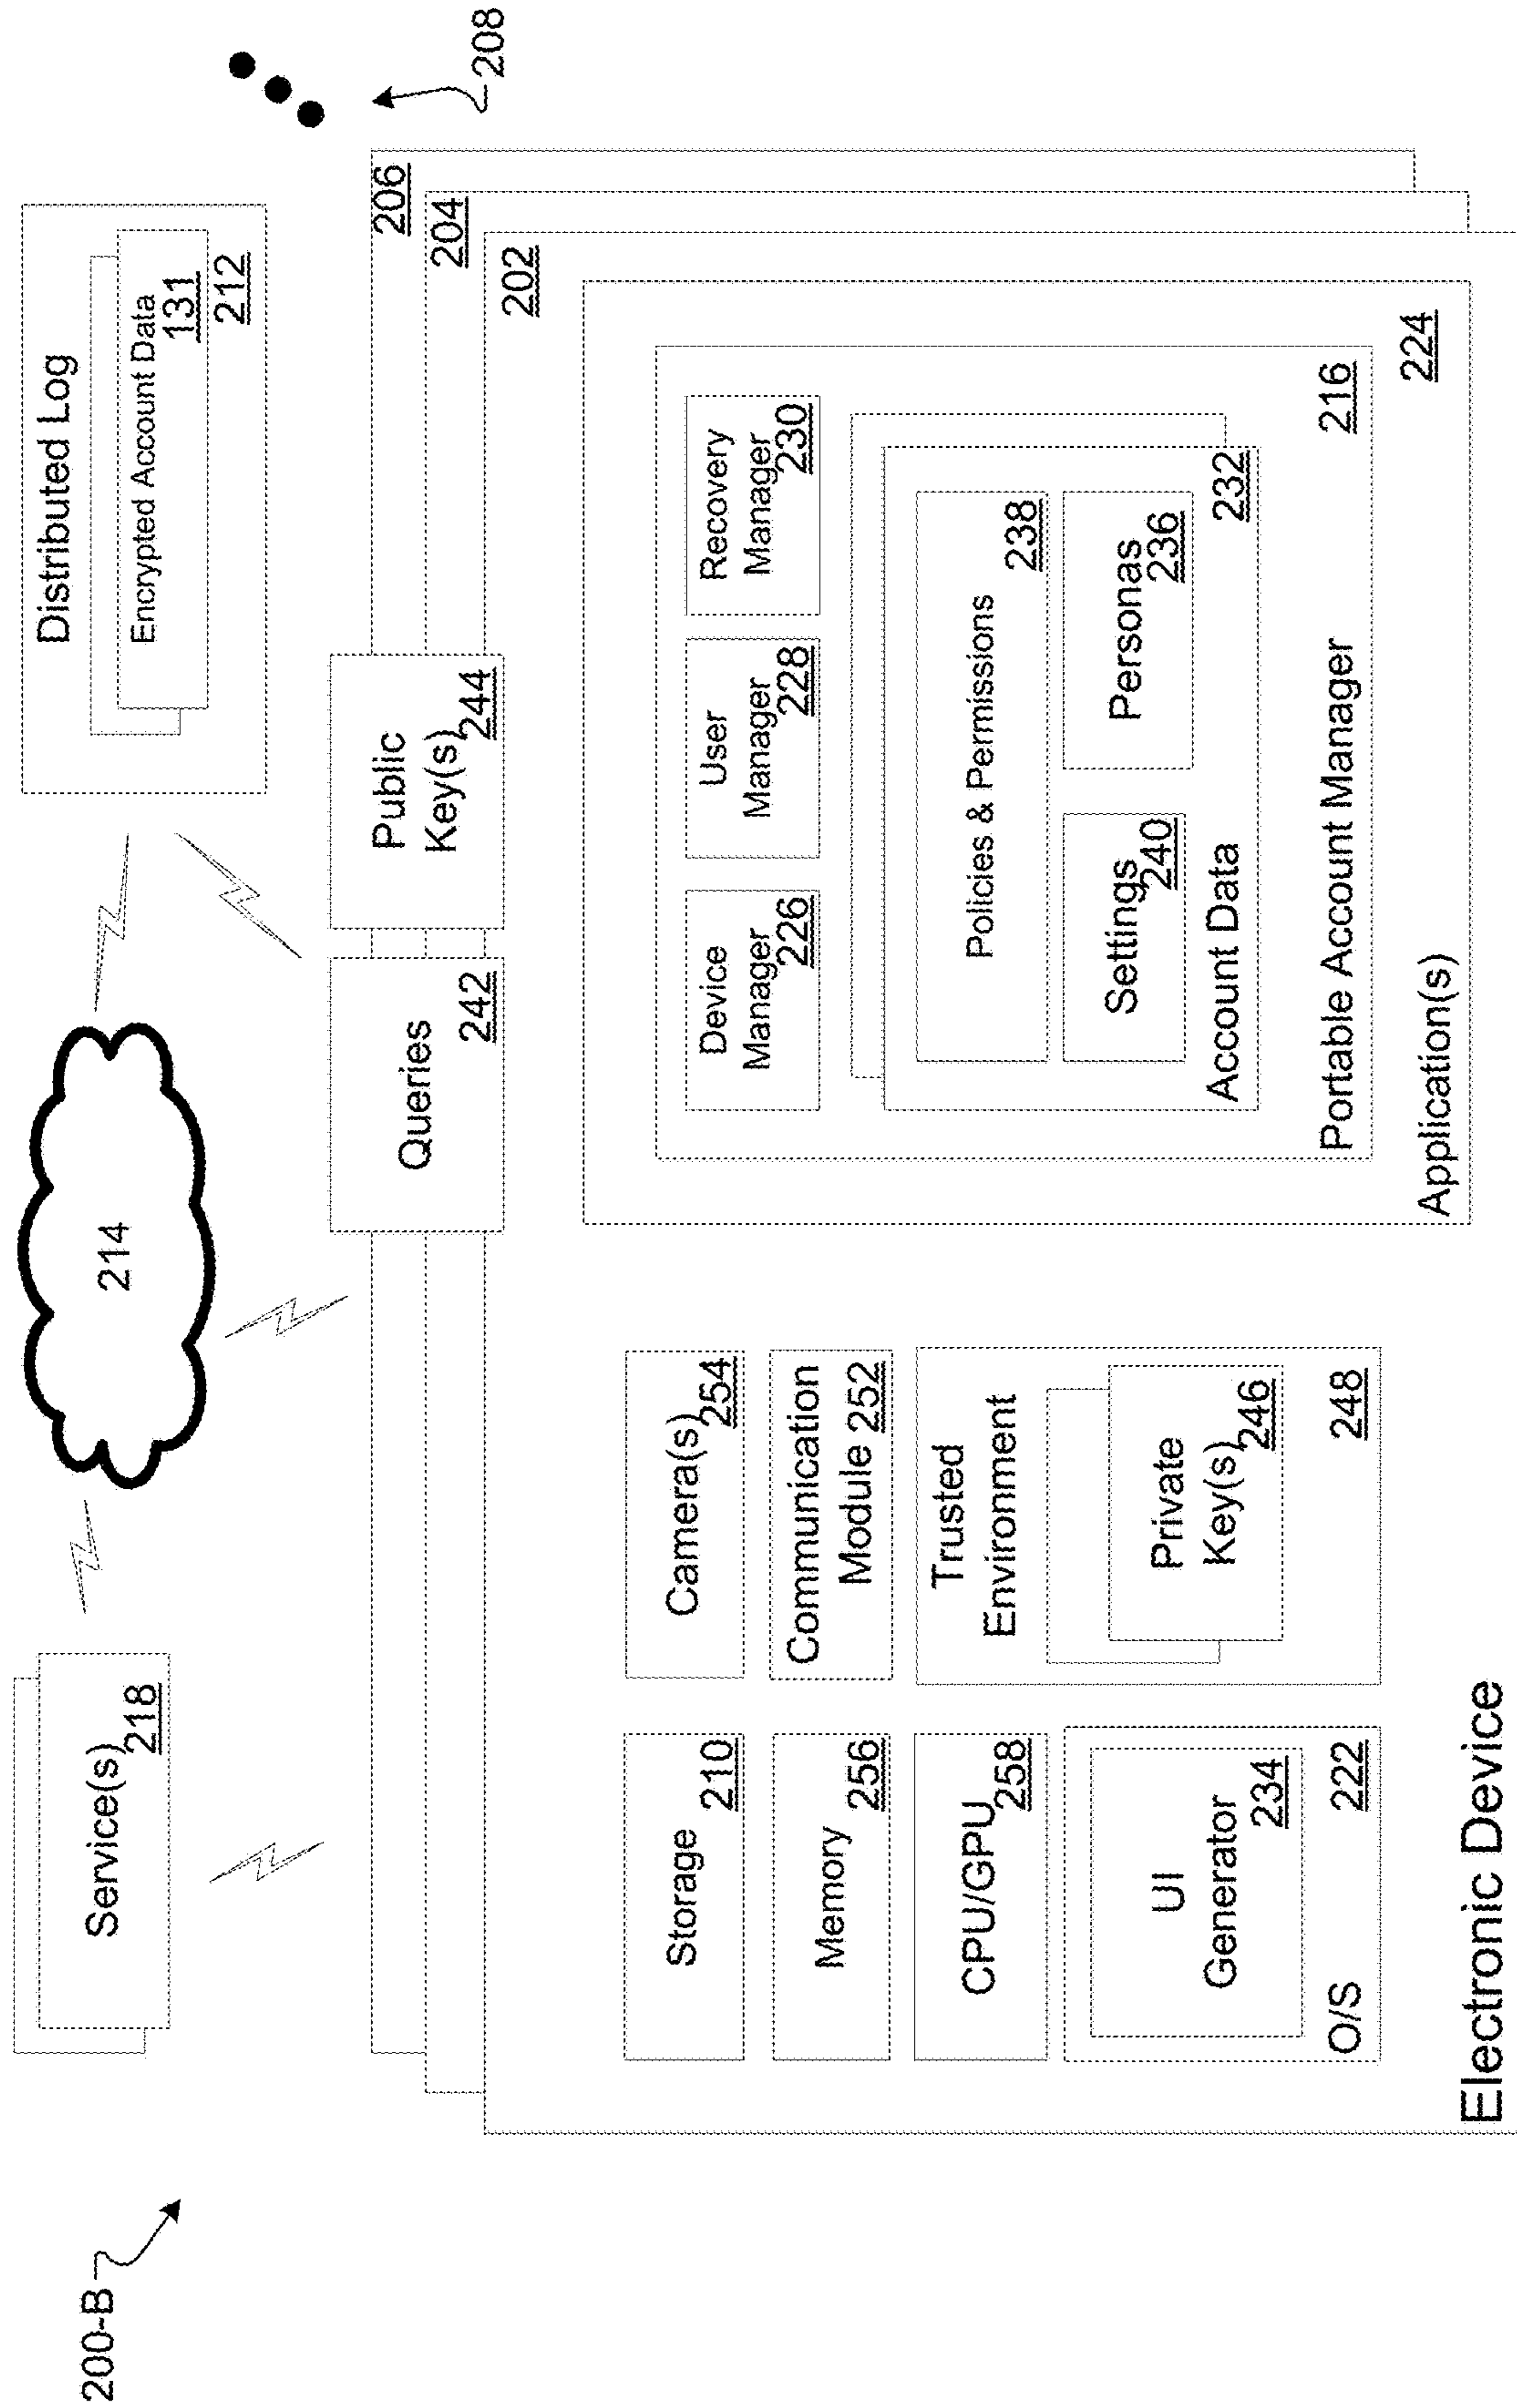 200-B
Service(s)
218
214
Distributed Log
Encrypted Account Data
131
212
208
Queries
242
Public
Key(s)
244
206
204
202
Storage
210
Camera(s)
254
Memory
256
Communication
Module 252
CPU/GPU
258
Trusted
Environment
Private
Key(s)
246
248
UI
Generator
234
O/S
222
Electronic Device
Device
Manager
226
User
Manager
228
Recovery
Manager
230
Policies & Permissions
238
Settings
240
Personas
236
Account Data
232
Portable Account Manager
216
Application(s)
224